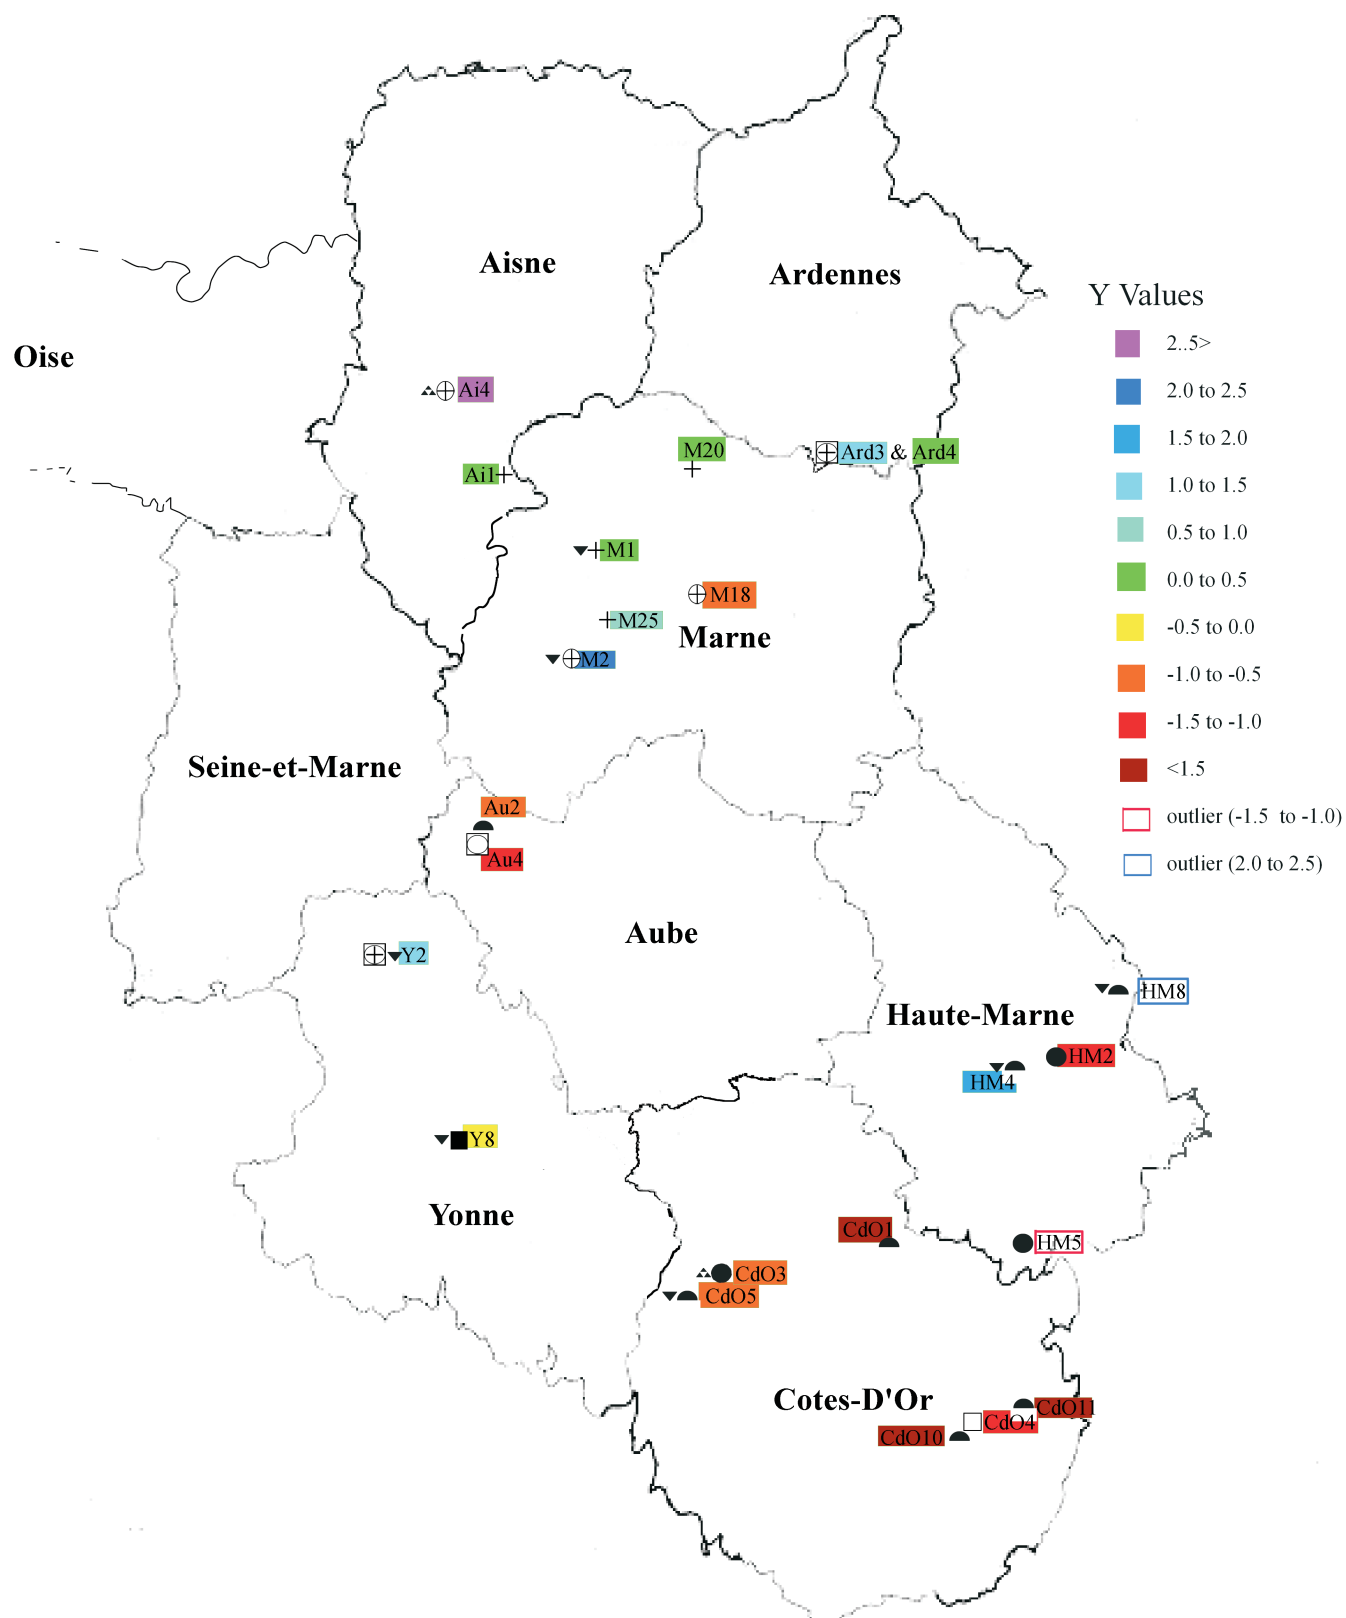 Aisne
Ardennes
Oise
Y Values
2..5>
2.0 to 2.5
1.5 to 2.0
1.0 to 1.5
0.5 to 1.0
0.0 to 0.5
-0.5 to 0.0
-1.0 to -0.5
-1.5 to -1.0
<1.5
outlier (-1.5 to -1.0)
outlier (2.0 to 2.5)
Ai4
M20
Ard3 & Ard4
Ai1
M1
M18
M25
Marne
M2
Seine-et-Marne
Au2
Au4
Aube
Y2
HM8
Haute-Marne
HM2
HM4
Y8
Yonne
CdO1
HM5
CdO3
CdO5
Cotes-D'Or
CdO11
CdO4
CdO10